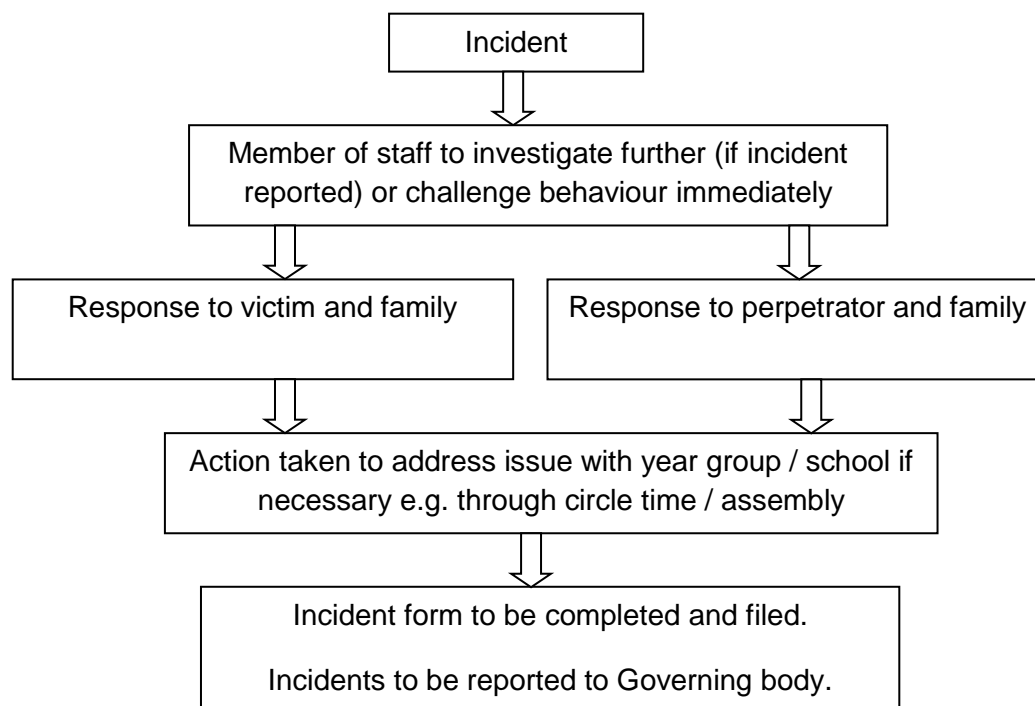 Incident
Member of staff to investigate further (if incident
reported) or challenge behaviour immediately
Response to victim and family
Response to perpetrator and family
Action taken to address issue with year group / school if
necessary e.g. through circle time / assembly
Incident form to be completed and filed.
Incidents to be reported to Governing body.